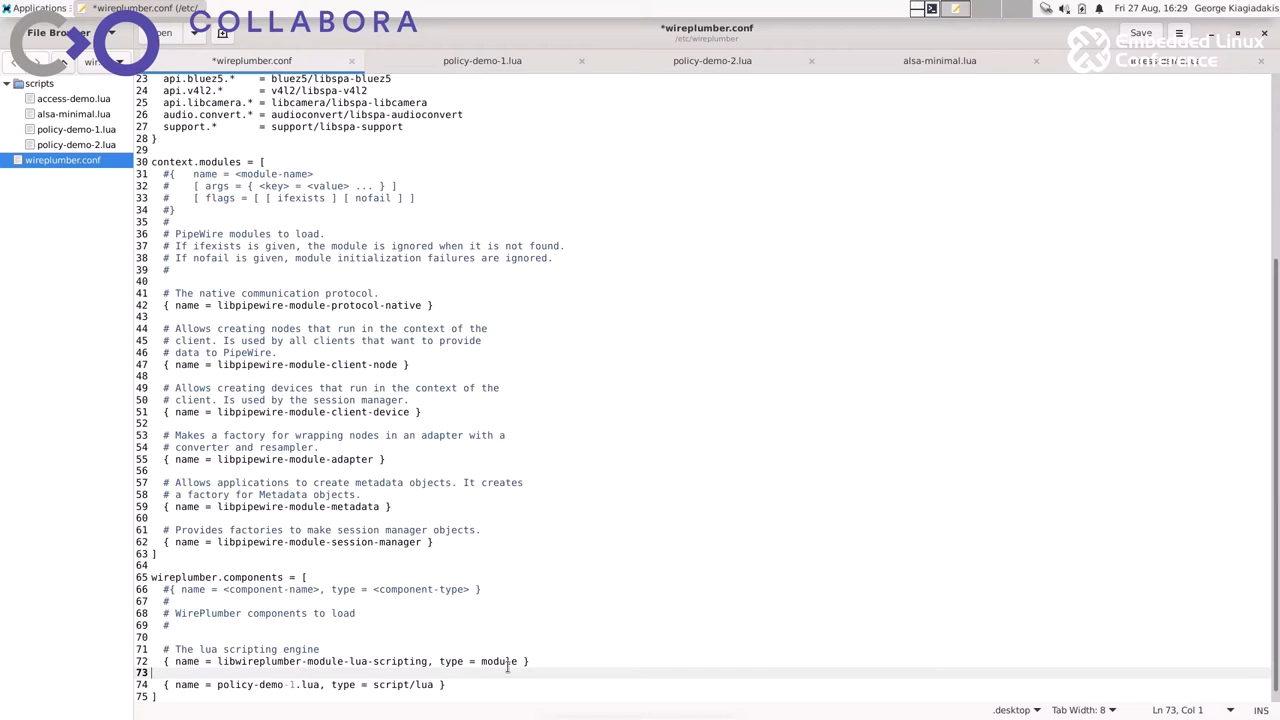 Applications
*wireplumber.conf (/etc/
Fri 27 Aug, 16:29
George Kiagiadakis
COLLABORA
File Browser
*wireplumber.conf
/etc/wireplumber
Save
Embedded Linux
Conference
*wireplumber.conf
policy-demo-1.lua
policy-demo-2.lua
alsa-minimal.lua
scripts
access-demo.lua
alsa-minimal.lua
policy-demo-1.lua
policy-demo-2.lua
wireplumber.conf
23 api.bluez5.* = bluez5/libspa-bluez5
24 api.v4l2.* = v4l2/libspa-v4l2
25 api.libcamera.* = libcamera/libspa-libcamera
26 audio.convert.* = audioconvert/libspa-audioconvert
27 support.* = support/libspa-support
28 }
29
30 context.modules = [
31 #{ name = <module-name>
32 # [ args = { <key> = <value> ... } ]
33 # [ flags = [ [ ifexists ] [ nofail ] ]
34 #}
35 #
36 # PipeWire modules to load.
37 # If ifexists is given, the module is ignored when it is not found.
38 # If nofail is given, module initialization failures are ignored.
39 #
40
41 # The native communication protocol.
42 { name = libpipewire-module-protocol-native }
43
44 # Allows creating nodes that run in the context of the
45 # client. Is used by all clients that want to provide
46 # data to PipeWire.
47 { name = libpipewire-module-client-node }
48
49 # Allows creating devices that run in the context of the
50 # client. Is used by the session manager.
51 { name = libpipewire-module-client-device }
52
53 # Makes a factory for wrapping nodes in an adapter with a
54 # converter and resampler.
55 { name = libpipewire-module-adapter }
56
57 # Allows applications to create metadata objects. It creates
58 # a factory for Metadata objects.
59 { name = libpipewire-module-metadata }
60
61 # Provides factories to make session manager objects.
62 { name = libpipewire-module-session-manager }
63 ]
64
65 wireplumber.components = [
66 #{ name = <component-name>, type = <component-type> }
67 #
68 # WirePlumber components to load
69 #
70
71 # The lua scripting engine
72 { name = libwireplumber-module-lua-scripting, type = module }
73
74 { name = policy-demo-1.lua, type = script/lua }
75 ]
.desktop
Tab Width: 8
Ln 73, Col 1
INS